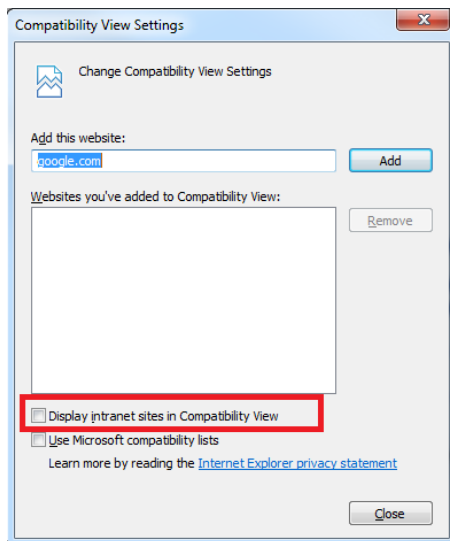 Compatibility View Settings
Change Compatibility View Settings
Add this website:
google.com
Add
Websites you've added to Compatibility View:
Remove
Display intranet sites in Compatibility View
Use Microsoft compatibility lists
Learn more by reading the Internet Explorer privacy statement
Close